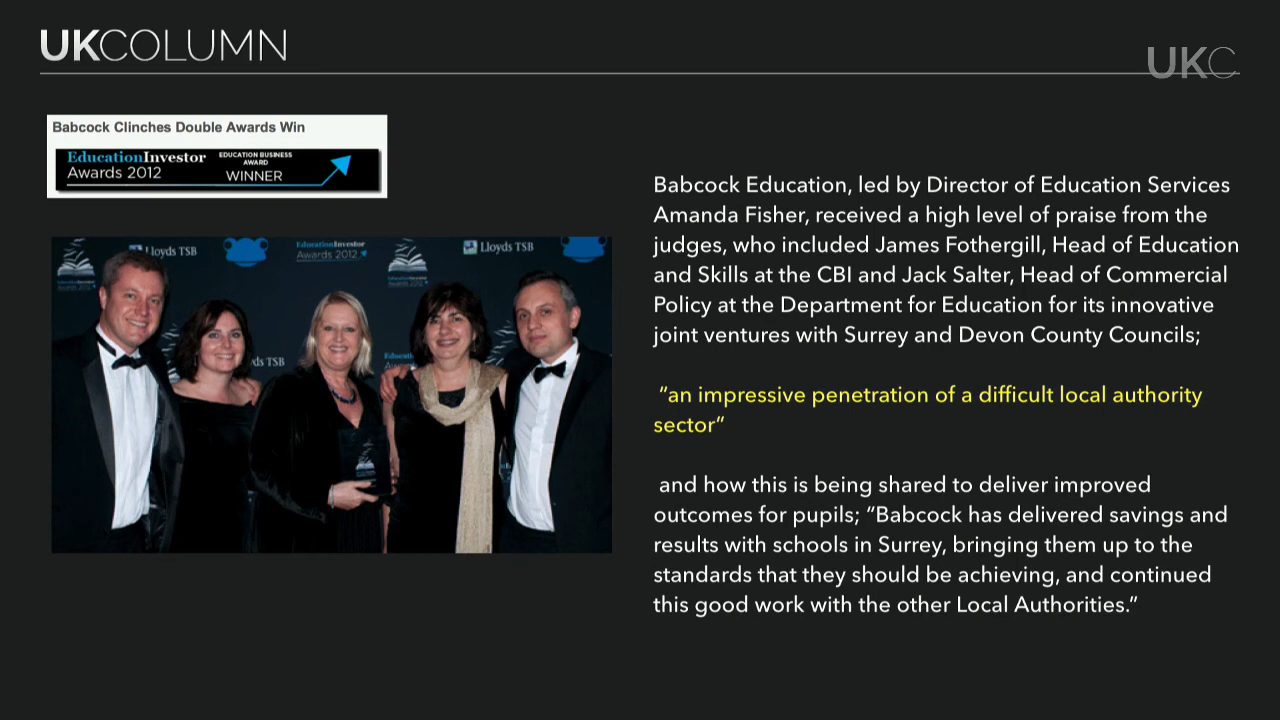 UKCOLUMN
UKC
Babcock Clinches Double Awards Win
EducationInvestor
Awards 2012
EDUCATION BUSINESS
AWARD
WINNER
Lloyds TSB
EducationInvestor
Awards 2012
Lloyds TSB
Babcock Education, led by Director of Education Services
Amanda Fisher, received a high level of praise from the
judges, who included James Fothergill, Head of Education
and Skills at the CBI and Jack Salter, Head of Commercial
Policy at the Department for Education for its innovative
joint ventures with Surrey and Devon County Councils;
“an impressive penetration of a difficult local authority
sector”
and how this is being shared to deliver improved
outcomes for pupils; “Babcock has delivered savings and
results with schools in Surrey, bringing them up to the
standards that they should be achieving, and continued
this good work with the other Local Authorities.”